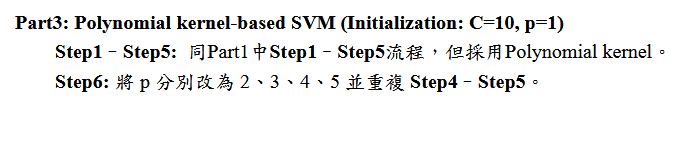 Part3: Polynomial kernel-based SVM (Initialization: C=10, p=1)
Step1–Step5: 同Part1中Step1–Step5流程，但採用Polynomial kernel。
Step6: 將 p 分別改為 2、3、4、5 並重複 Step4–Step5。